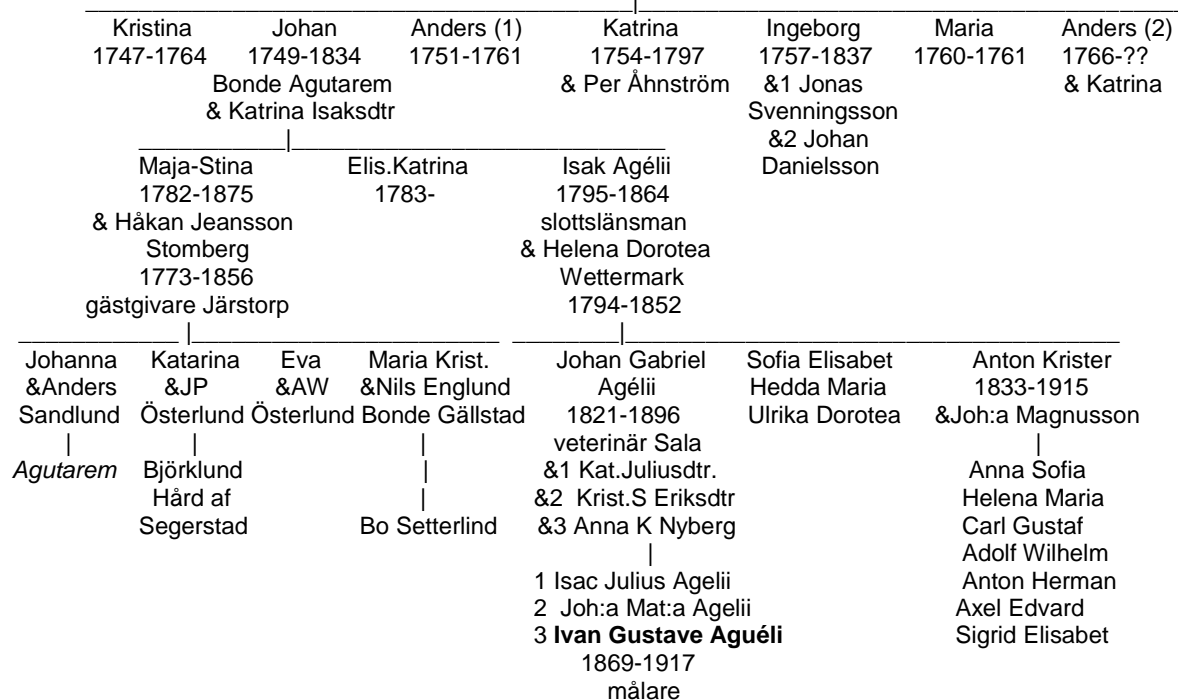 Kristina Johan Anders (1) Katrina Ingeborg Maria Anders (2)
1747-1764 1749-1834 1751-1761 1754-1797 1757-1837 1760-1761 1766-??
Bonde Agutarem & Per Åhnström &1 Jonas & Katrina
& Katrina Isaksdtr Svenningsson
&2 Johan
Maja-Stina Elis.Katrina Isak Agélii Danielsson
1782-1875 1783- 1795-1864
& Håkan Jeansson slottslänsman
Stomberg & Helena Dorotea
1773-1856 Wettermark
gästgivare Järstorp 1794-1852
Johanna Katarina Eva Maria Krist. Johan Gabriel Sofia Elisabet Anton Krister
&Anders &JP &AW &Nils Englund Agélii Hedda Maria 1833-1915
Sandlund Österlund Österlund Bonde Gällstad 1821-1896 Ulrika Dorotea &Joh:a Magnusson
veterinär Sala
Agutarem Björklund &1 Kat.Juliusdtr. Anna Sofia
Hård af &2 Krist.S Eriksdtr Helena Maria
Segerstad Bo Setterlind &3 Anna K Nyberg Carl Gustaf
Adolf Wilhelm
1 Isac Julius Agelii Anton Herman
2 Joh:a Mat:a Agelii Axel Edvard
3 Ivan Gustave Aguéli Sigrid Elisabet
1869-1917
målare